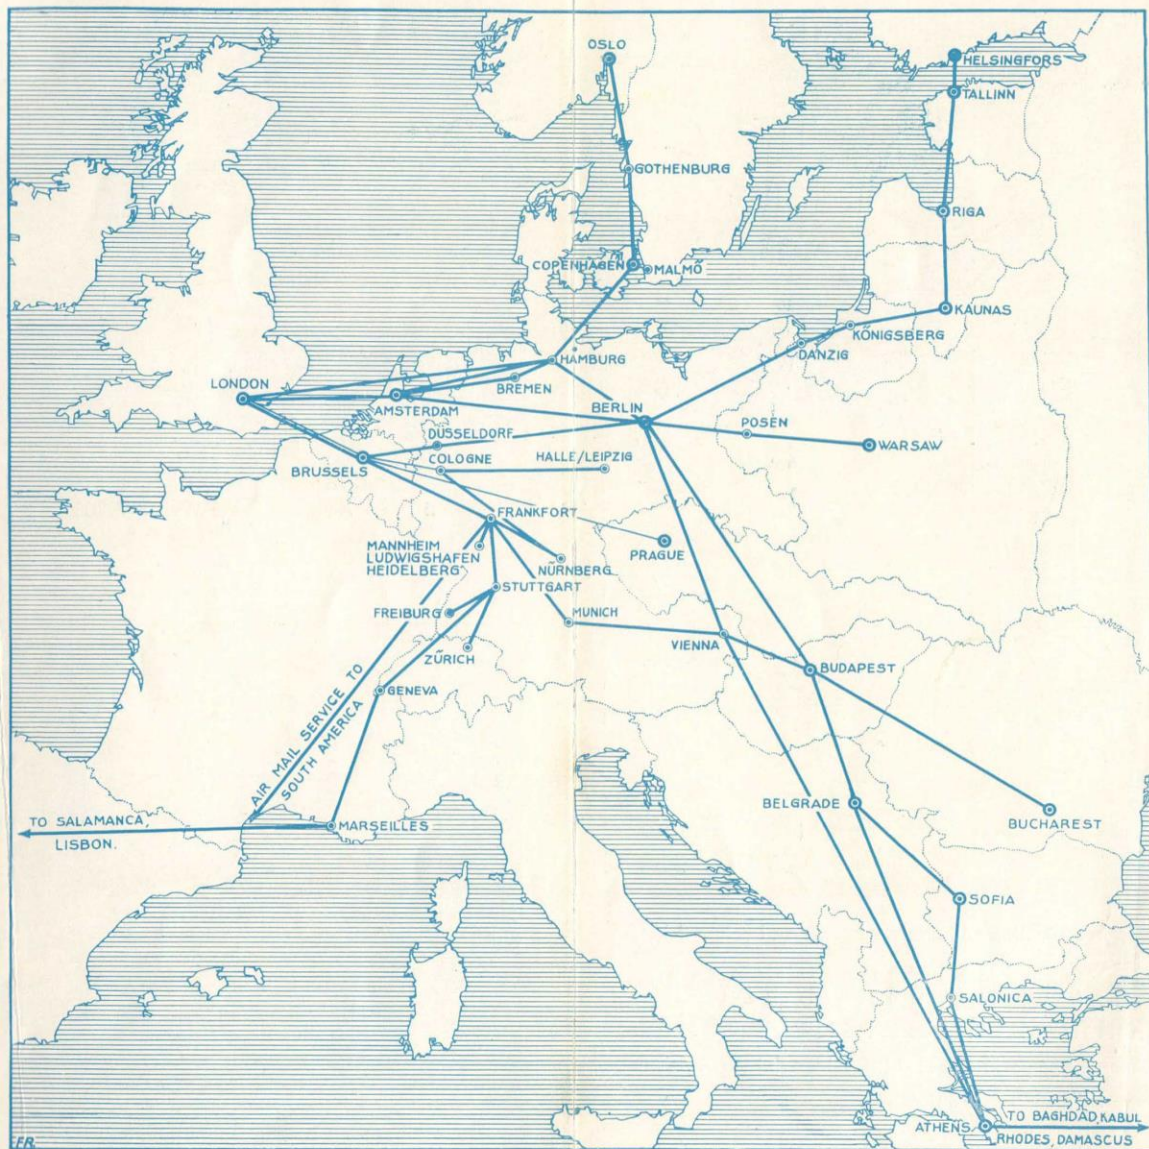 OSLO
HELSINGFORS
TALLINN
GOTHENBURG
RIGA
COPENHAGEN
MALMÖ
KAUNAS
KÖNIGSBERG
DANZIG
HAMBURG
BREMEN
LONDON
AMSTERDAM
BERLIN
POSEN
WARSAW
DÜSSELDORF
BRUSSELS
COLOGNE
HALLE/LEIPZIG
FRANKFORT
MANNHEIM
LUDWIGSHAFEN
HEIDELBERG
NÜRNBERG
PRAGUE
STUTTGART
FREIBURG
MUNICH
ZÜRICH
VIENNA
BUDAPEST
GENEVA
AIR MAIL SERVICE TO
SOUTH AMERICA
BELGRADE
BUCHAREST
TO SALAMANCA,
LISBON.
MARSEILLES
SOFIA
SALONICA
ATHENS
TO BAGHDAD, KABUL
RHODES, DAMASCUS
FR.